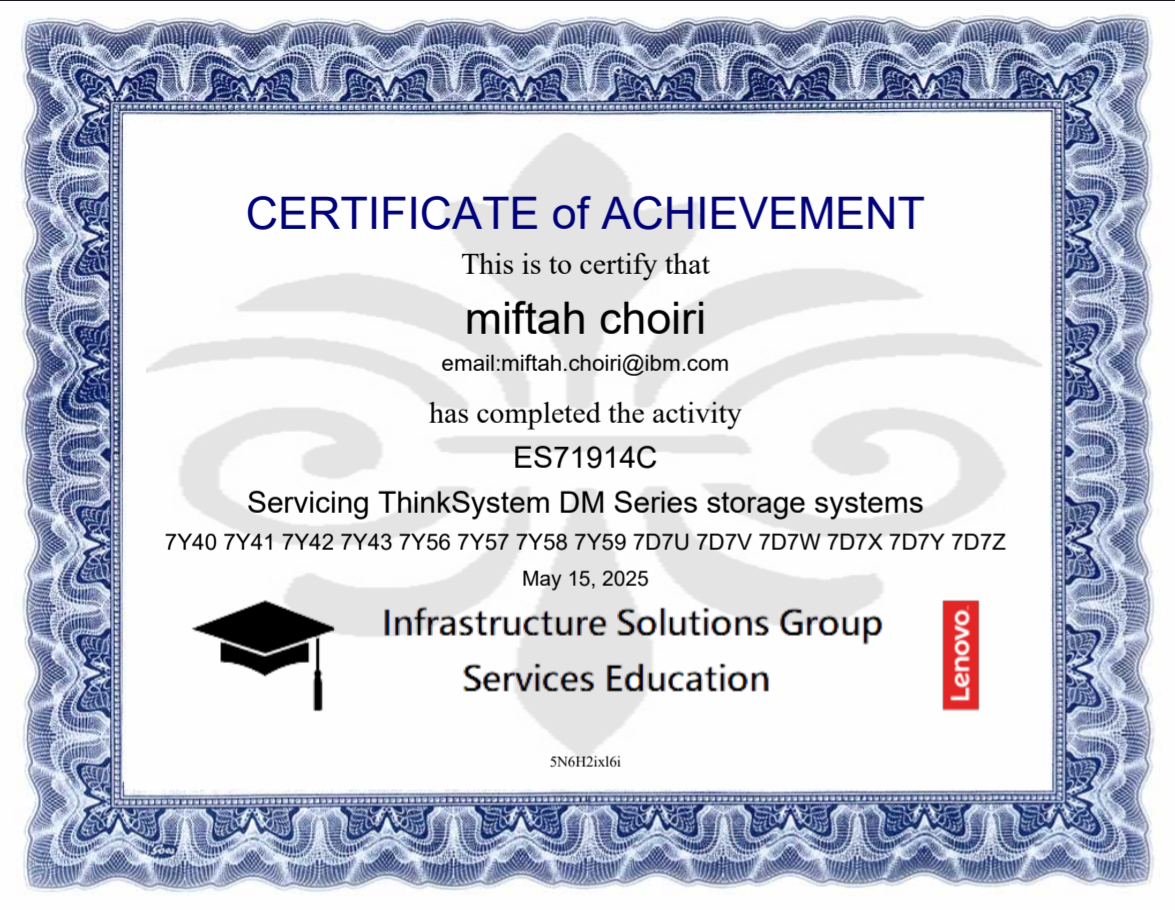 CERTIFICATE of ACHIEVEMENT
This is to certify that
miftah choiri
email:miftah.choiri@ibm.com
has completed the activity
ES71914C
Servicing ThinkSystem DM Series storage systems
7Y40 7Y41 7Y42 7Y43 7Y56 7Y57 7Y58 7Y59 7D7U 7D7V 7D7W 7D7X 7D7Y 7D7Z
May 15, 2025
Infrastructure Solutions Group
Services Education
Lenovo
5N6H2ixl6i
Goes